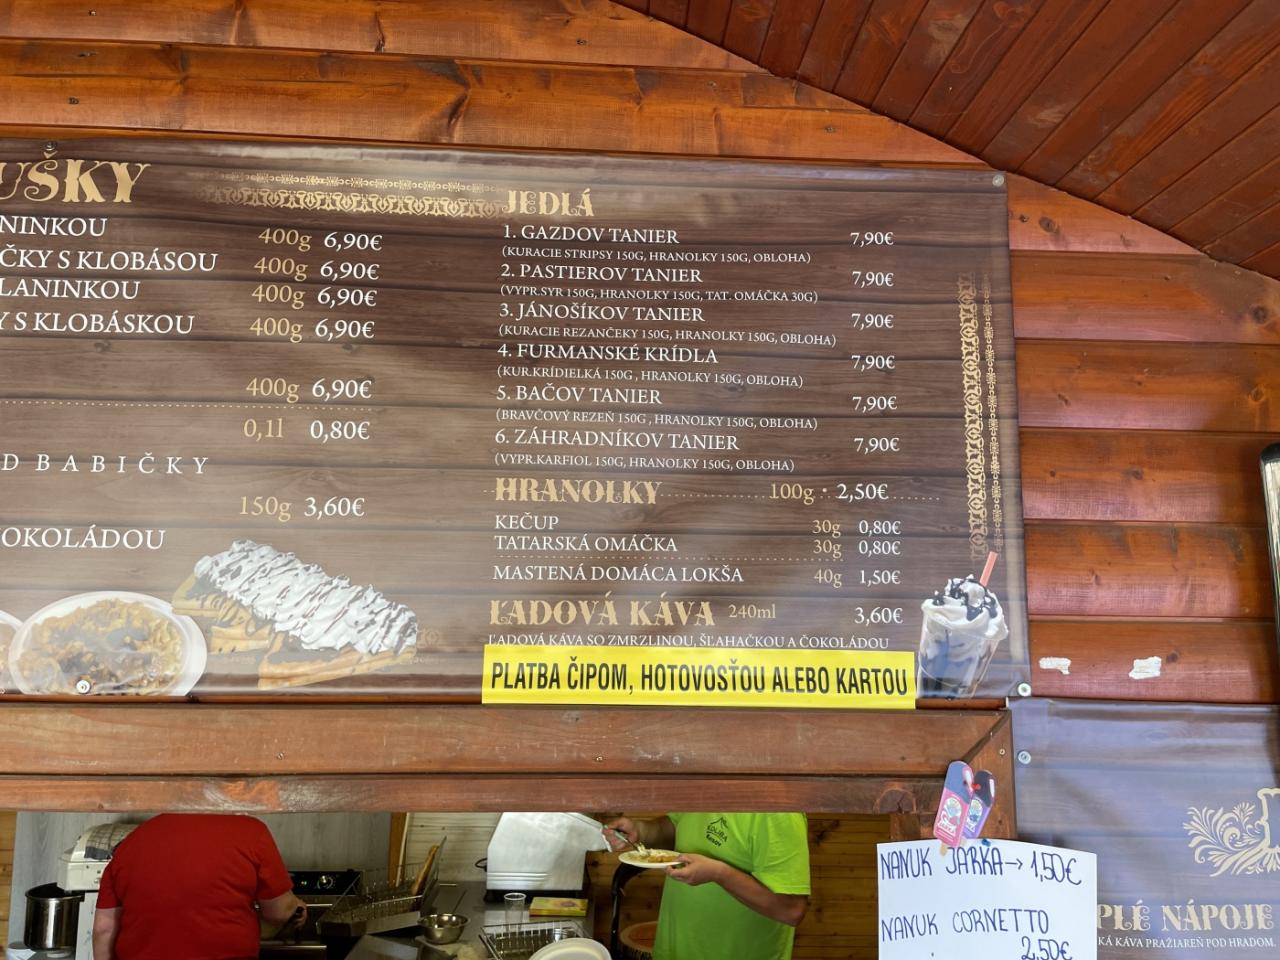 UŠKY
NINKOU 400g 6,90€
ČKY S KLOBÁSOU 400g 6,90€
LANINKOU 400g 6,90€
Y S KLOBÁSKOU 400g 6,90€
400g 6,90€
0,1l 0,80€
D BABIČKY
150g 3,60€
OKOLÁDOU
JEDLÁ
1. GAZDOV TANIER 7,90€
(KURACIE STRIPSY 150G, HRANOLKY 150G, OBLOHA)
2. PASTIEROV TANIER 7,90€
(VYPR.SYR 150G, HRANOLKY 150G, TAT. OMÁČKA 30G)
3. JÁNOŠÍKOV TANIER 7,90€
(KURACIE REZANČEKY 150G, HRANOLKY 150G, OBLOHA)
4. FURMANSKÉ KRÍDLA 7,90€
(KUR.KRÍDIELKÁ 150G , HRANOLKY 150G, OBLOHA)
5. BAČOV TANIER 7,90€
(BRAVČOVÝ REZEŇ 150G , HRANOLKY 150G, OBLOHA)
6. ZÁHRADNÍKOV TANIER 7,90€
(VYPR.KARFIOL 150G, HRANOLKY 150G, OBLOHA)
HRANOLKY 100g 2,50€
KEČUP 30g 0,80€
TATARSKÁ OMÁČKA 30g 0,80€
MASTENÁ DOMÁCA LOKŠA 40g 1,50€
ĽADOVÁ KÁVA 240ml 3,60€
ĽADOVÁ KÁVA SO ZMRZLINOU, ŠĽAHAČKOU A ČOKOLÁDOU
PLATBA ČIPOM, HOTOVOSŤOU ALEBO KARTOU
KOLIBA
NANUK JARKA → 1,50€
NANUK CORNETTO
2,50€
PLÉ NÁPOJE
KÁ KÁVA PRAŽIAREŇ POD HRADOM